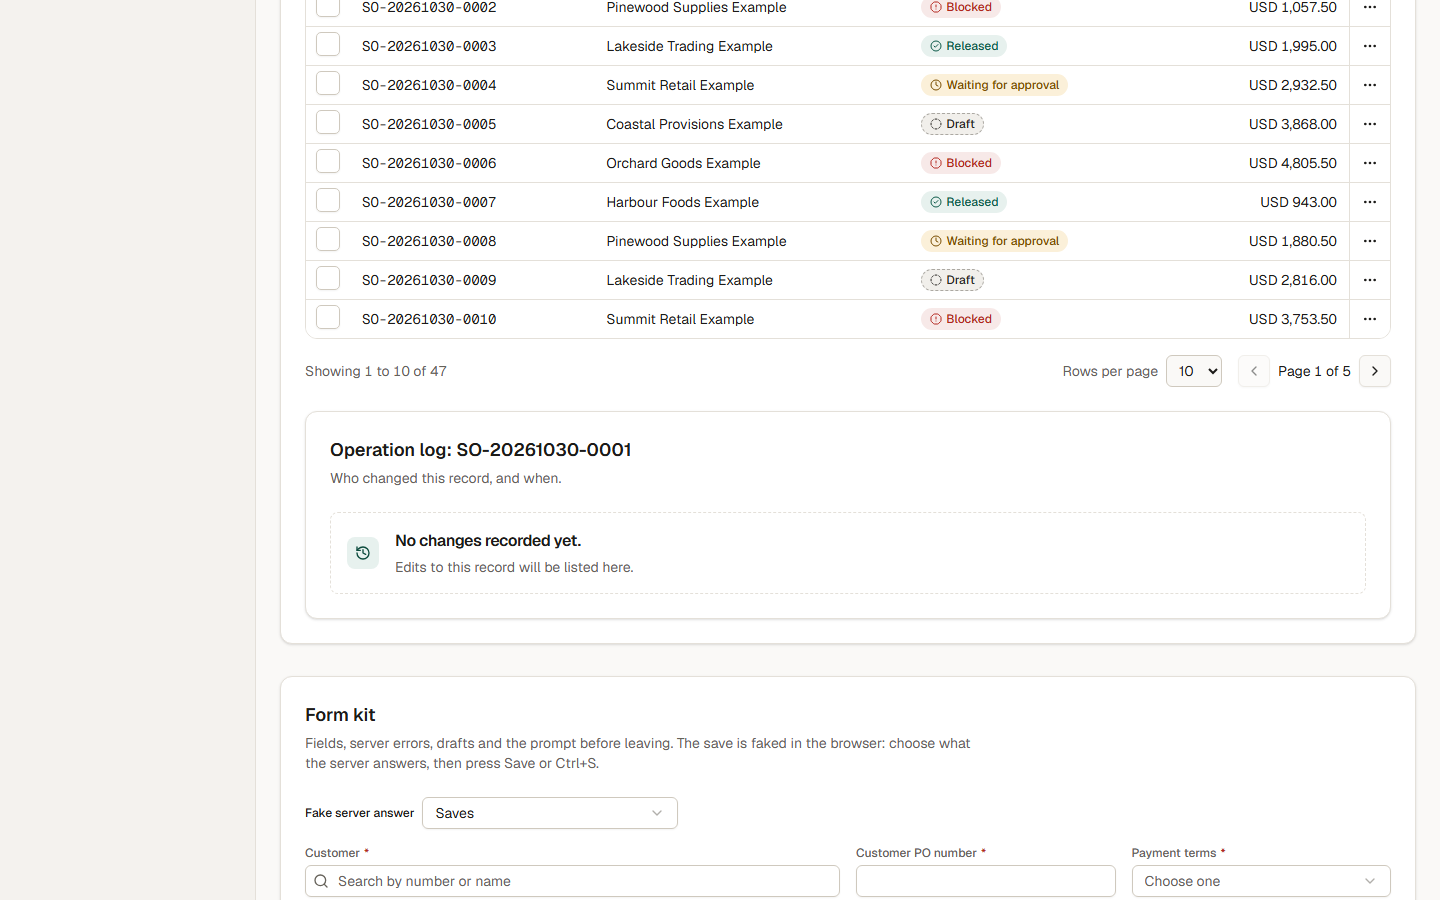 SO-20261030-0002 Pinewood Supplies Example Blocked USD 1,057.50
SO-20261030-0003 Lakeside Trading Example Released USD 1,995.00
SO-20261030-0004 Summit Retail Example Waiting for approval USD 2,932.50
SO-20261030-0005 Coastal Provisions Example Draft USD 3,868.00
SO-20261030-0006 Orchard Goods Example Blocked USD 4,805.50
SO-20261030-0007 Harbour Foods Example Released USD 943.00
SO-20261030-0008 Pinewood Supplies Example Waiting for approval USD 1,880.50
SO-20261030-0009 Lakeside Trading Example Draft USD 2,816.00
SO-20261030-0010 Summit Retail Example Blocked USD 3,753.50
Showing 1 to 10 of 47 Rows per page 10 Page 1 of 5
Operation log: SO-20261030-0001
Who changed this record, and when.
No changes recorded yet.
Edits to this record will be listed here.
Form kit
Fields, server errors, drafts and the prompt before leaving. The save is faked in the browser: choose what
the server answers, then press Save or Ctrl+S.
Fake server answer Saves
Customer * Customer PO number * Payment terms *
Search by number or name Choose one